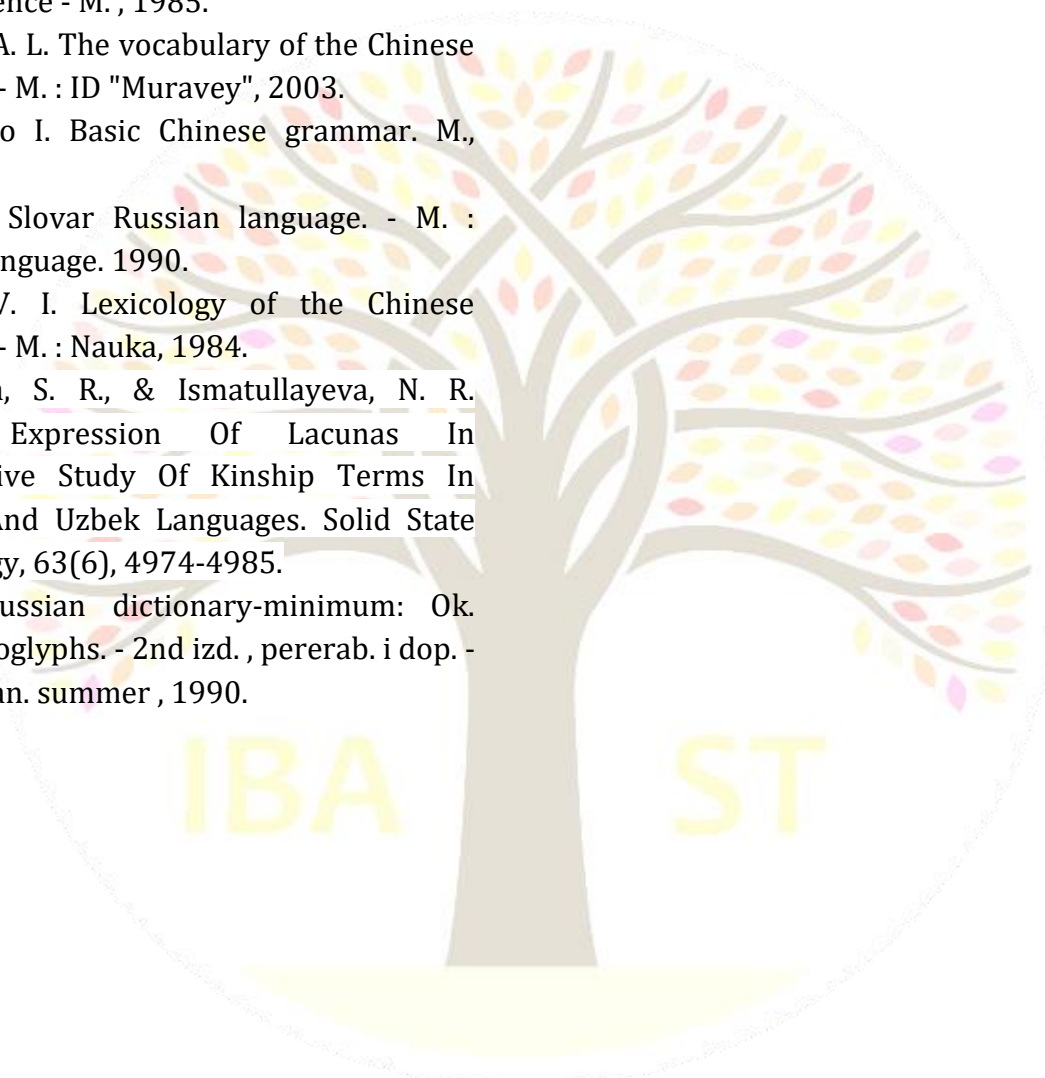 ence - M. , 1985.
A. L. The vocabulary of the Chinese
- M. : ID "Muravey", 2003.
o I. Basic Chinese grammar. M.,
Slovar Russian language. - M. :
nguage. 1990.
V. I. Lexicology of the Chinese
- M. : Nauka, 1984.
S. R., & Ismatullayeva, N. R.
Expression Of Lacunas In
ive Study Of Kinship Terms In
And Uzbek Languages. Solid State
gy, 63(6), 4974-4985.
ussian dictionary-minimum: Ok.
oglyphs. - 2nd izd. , pererab. i dop. -
an. summer , 1990.
IBA ST